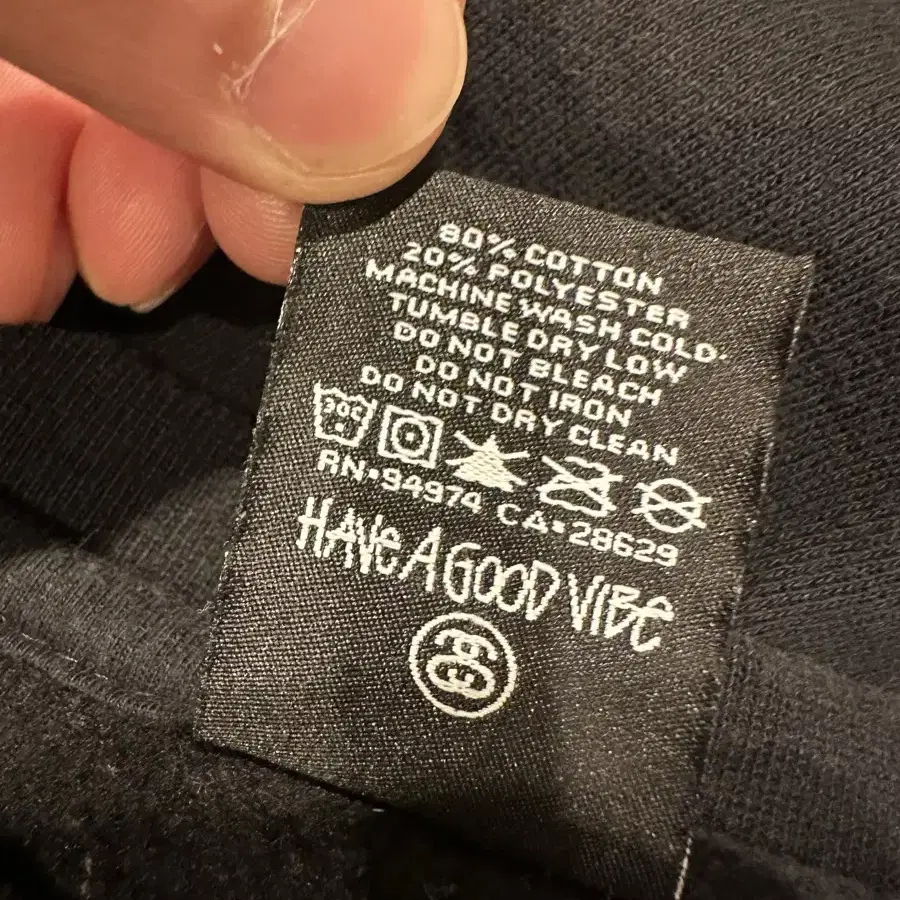 80% COTTON
20% POLYESTER
MACHINE WASH COLD.
TUMBLE DRY LOW
DO NOT BLEACH
DO NOT IRON
DO NOT DRY CLEAN
30C
RN•94974 CA•28629
HAVE A GOOD VIBE